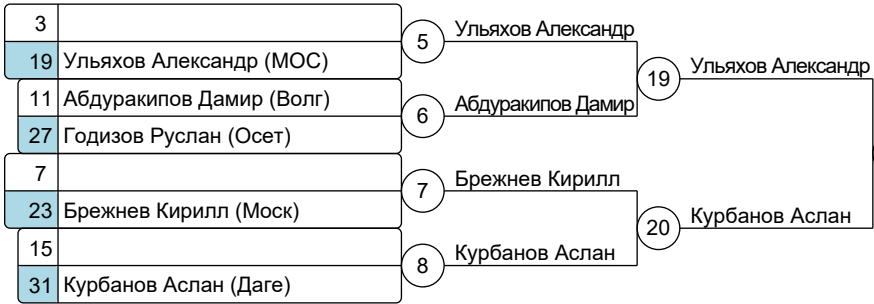 3
19 Ульяхов Александр (МОС)
11 Абдуракипов Дамир (Волг)
27 Годизов Руслан (Осет)
7
23 Брежнев Кирилл (Моск)
15
31 Курбанов Аслан (Даге)
5 Ульяхов Александр
6 Абдуракипов Дамир
7 Брежнев Кирилл
8 Курбанов Аслан
19 Ульяхов Александр
20 Курбанов Аслан